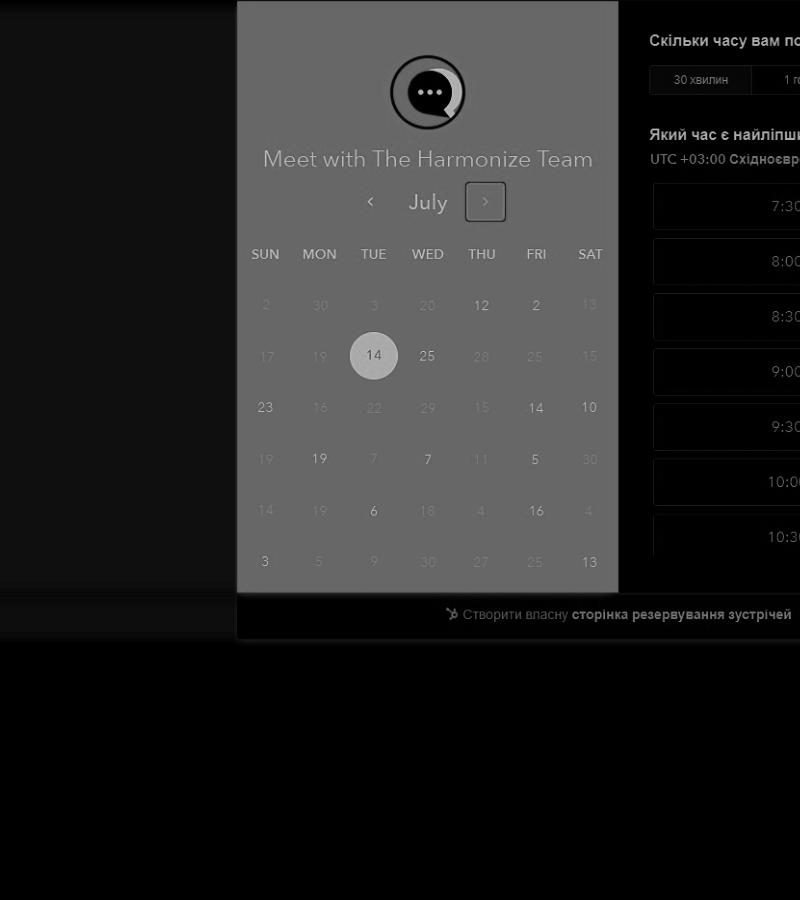 Meet with The Harmonize Team
July
SUN MON TUE WED THU FRI SAT
2 30 3 20 12 2 13
17 19 14 25 28 25 15
23 16 22 29 15 14 10
19 19 7 7 11 5 30
14 19 6 18 4 16 4
3 5 9 30 27 25 13
Скільки часу вам по
30 хвилин 1 го
Який час є найліпши
UTC +03:00 Східноєвр
7:30
8:00
8:30
9:00
9:30
10:00
10:30
Створити власну сторінка резервування зустрічей